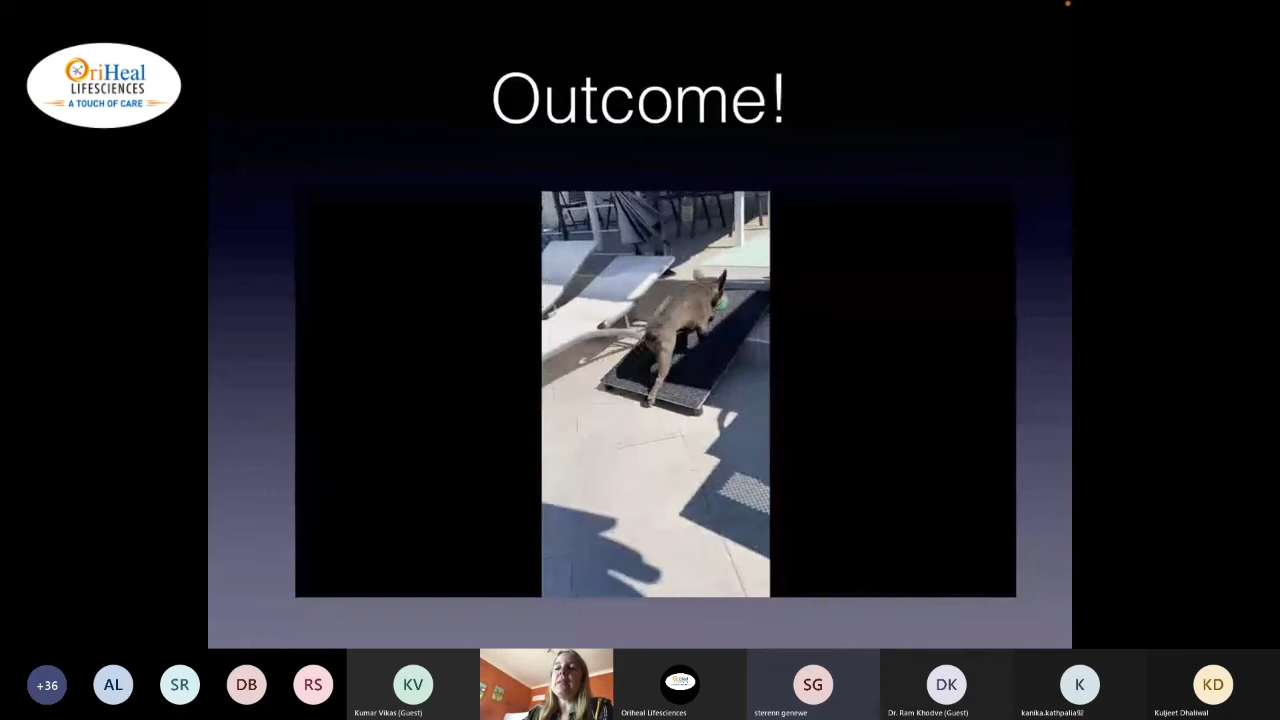 OriHeal
LIFESCIENCES
A TOUCH OF CARE
Outcome!
+36
AL
SR
DB
RS
KV
Kumar Vikas (Guest)
OriHeal
Oriheal Lifesciences
SG
sterenn genewe
DK
Dr. Ram Khodve (Guest)
K
kanika.kathpalia92
KD
Kuljeet Dhaliwal